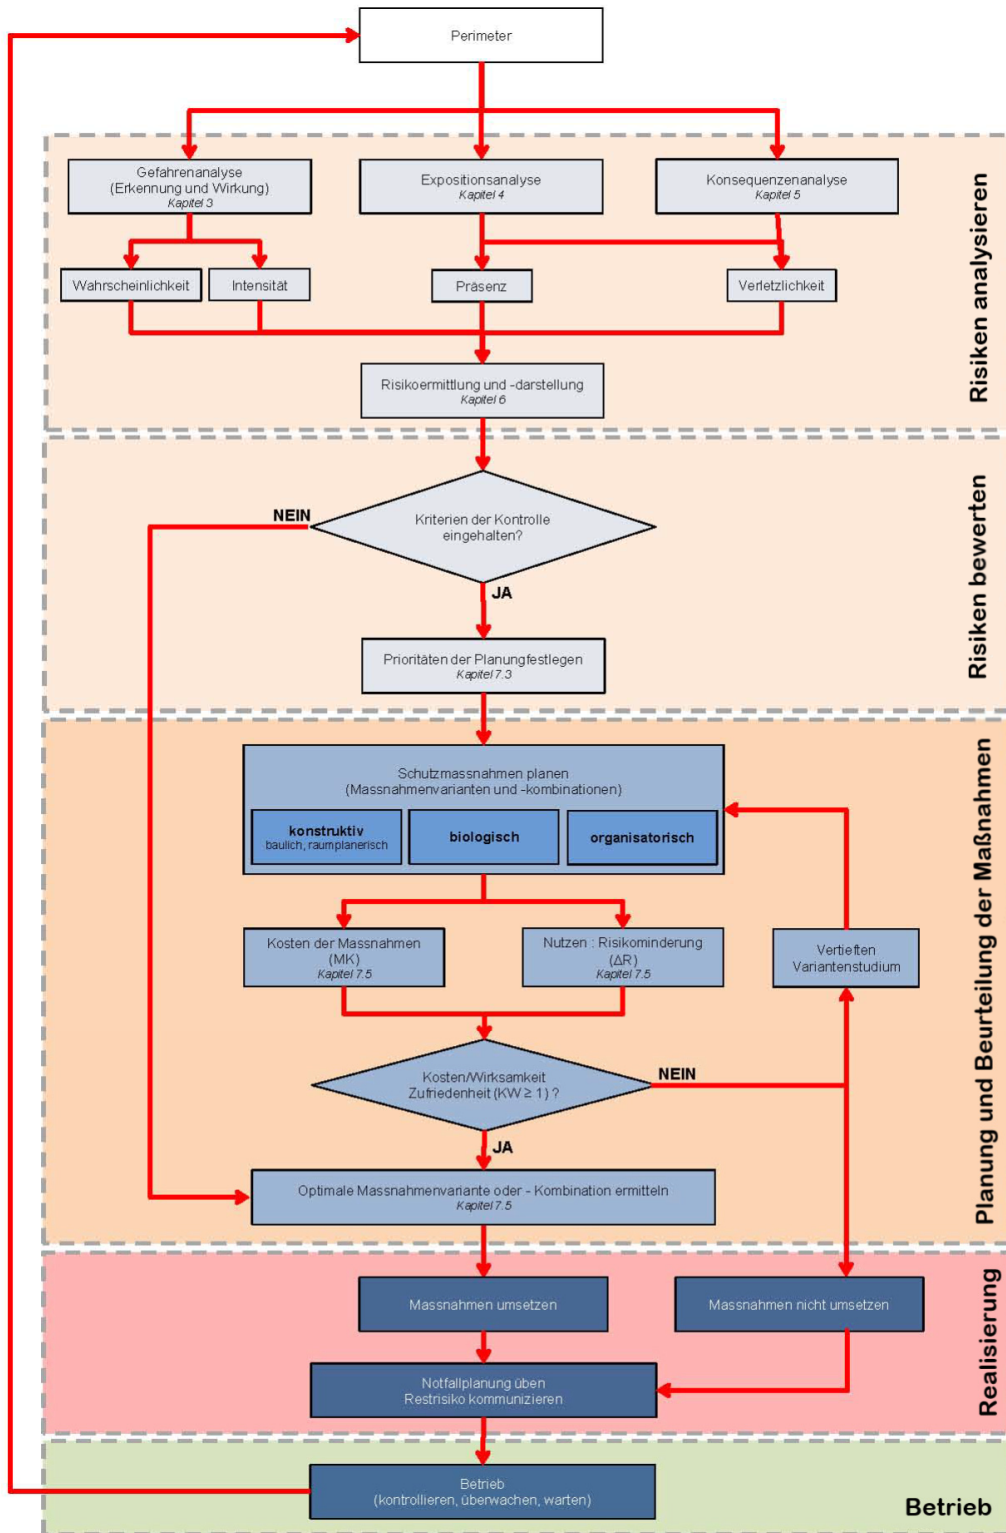 Perimeter
Gefahrenanalyse
(Erkennung und Wirkung)
Kapitel 3
Expositionsanalyse
Kapitel 4
Konsequenzenanalyse
Kapitel 5
Wahrscheinlichkeit
Intensität
Präsenz
Verletzlichkeit
Risikoermittlung und -darstellung
Kapitel 6
Risiken analysieren
Kriterien der Kontrolle
eingehalten?
NEIN
JA
Prioritäten der Planungfestlegen
Kapitel 7.3
Risiken bewerten
Schutzmassnahmen planen
(Massnahmenvarianten und -kombinationen)
konstruktiv
baulich, raumplanerisch
biologisch
organisatorisch
Kosten der Massnahmen
(MK)
Kapitel 7.5
Nutzen : Risikominderung
(ΔR)
Kapitel 7.5
Vertieften
Variantenstudium
Kosten/Wirksamkeit
Zufriedenheit (KW ≥ 1) ?
NEIN
JA
Optimale Massnahmenvariante oder - Kombination ermitteln
Kapitel 7.5
Planung und Beurteilung der Maßnahmen
Massnahmen umsetzen
Massnahmen nicht umsetzen
Notfallplanung üben
Restrisiko kommunizieren
Realisierung
Betrieb
(kontrollieren, überwachen, warten)
Betrieb